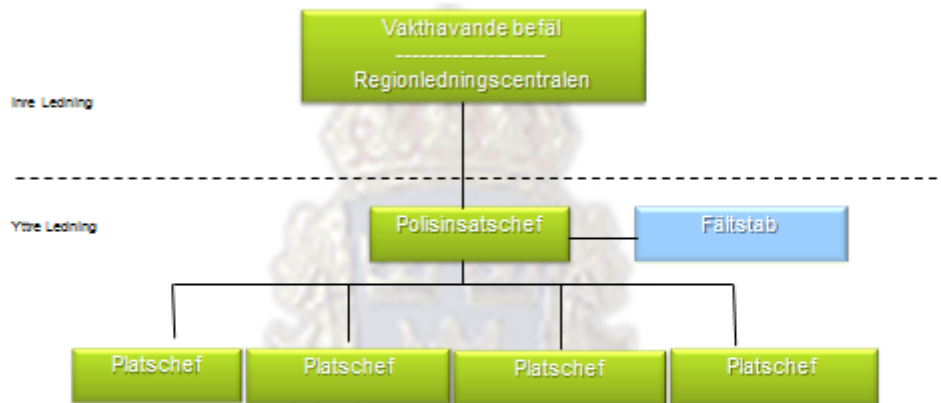 Vakthavande befäl
--------------------
Regionledningscentralen
Inre Ledning
Yttre Ledning
Polisinsatschef
Fältstab
Platschef
Platschef
Platschef
Platschef